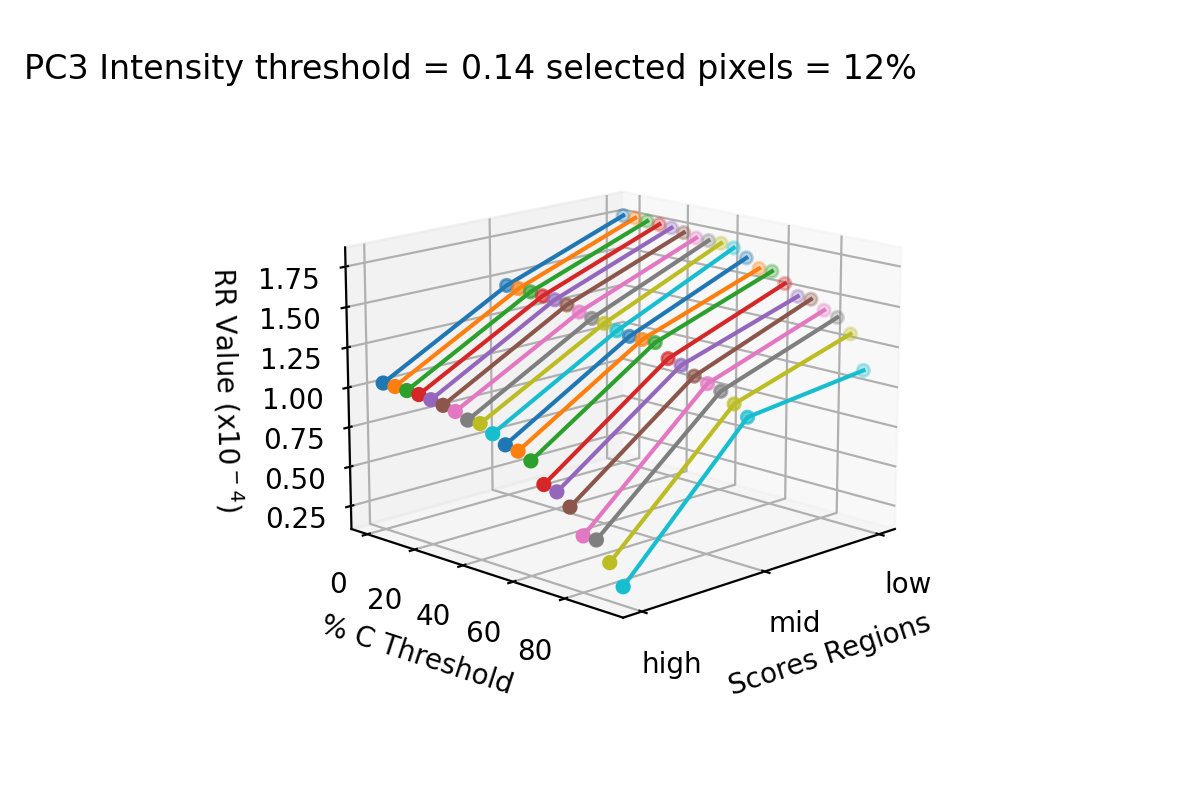 PC3 Intensity threshold = 0.14 selected pixels = 12%
RR Value (x10⁻⁴)
1.75
1.50
1.25
1.00
0.75
0.50
0.25
0
20
40
60
80
% C Threshold
high
mid
low
Scores Regions